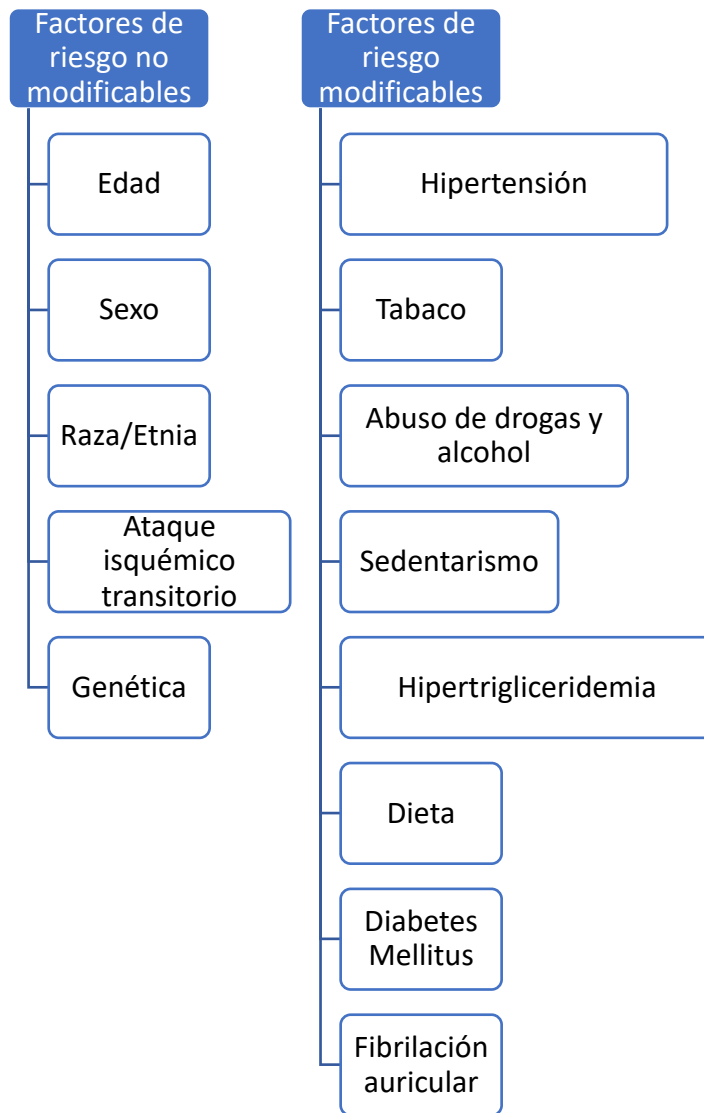 Factores de
riesgo no
modificables
Edad
Sexo
Raza/Etnia
Ataque
isquémico
transitorio
Genética
Factores de
riesgo
modificables
Hipertensión
Tabaco
Abuso de drogas y
alcohol
Sedentarismo
Hipertrigliceridemia
Dieta
Diabetes
Mellitus
Fibrilación
auricular